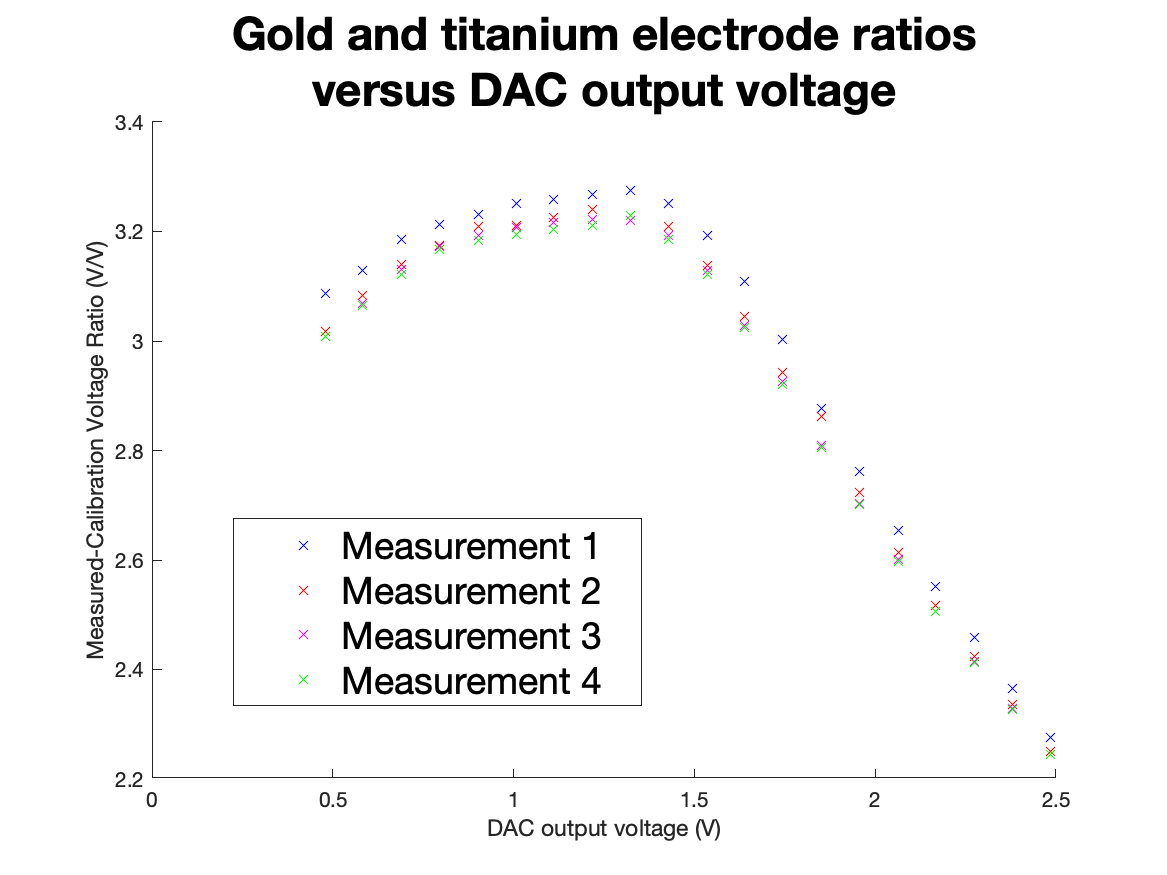 Gold and titanium electrode ratios
versus DAC output voltage
3.4
3.2
3
2.8
2.6
2.4
2.2
Measured-Calibration Voltage Ratio (V/V)
Measurement 1
Measurement 2
Measurement 3
Measurement 4
0 0.5 1 1.5 2 2.5
DAC output voltage (V)